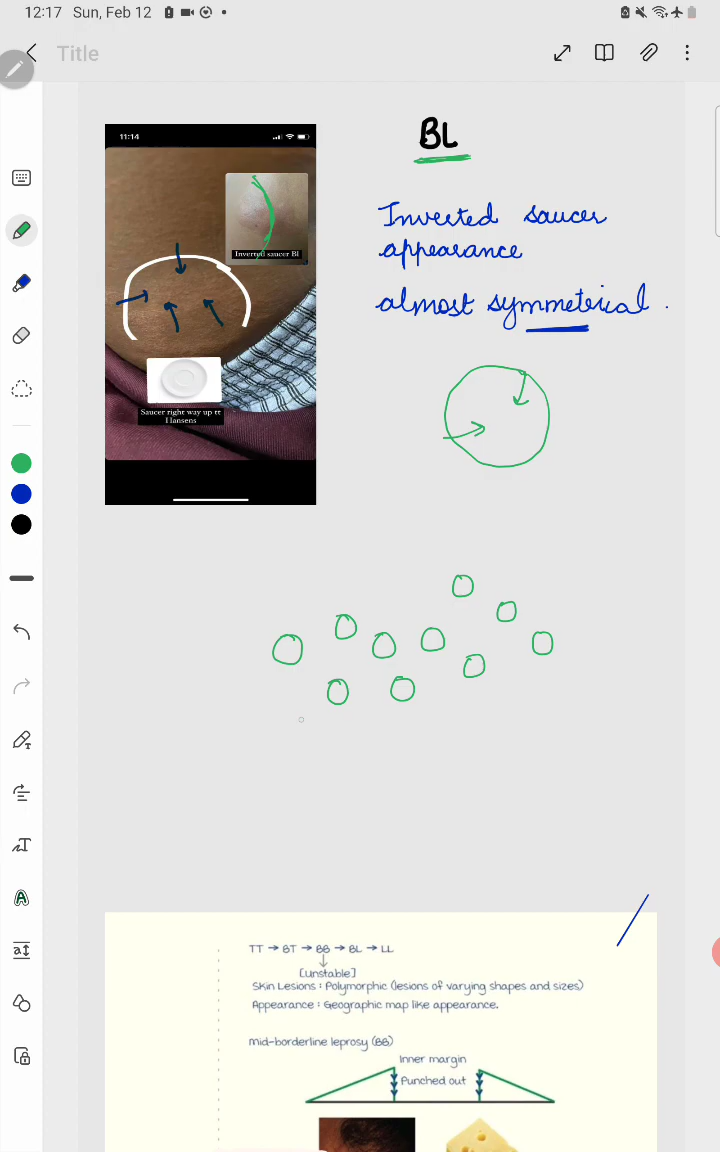 12:17 Sun, Feb 12
Title
11:14
Inverted saucer Bl
Saucer right way up tt
Hansens
BL
Inverted saucer
appearance
almost symmeterical.
TT → BT → BB → BL → LL
[Unstable]
Skin Lesions : Polymorphic (lesions of varying shapes and sizes)
Appearance : Geographic map like appearance.
mid-borderline leprosy (BB)
Inner margin
Punched out